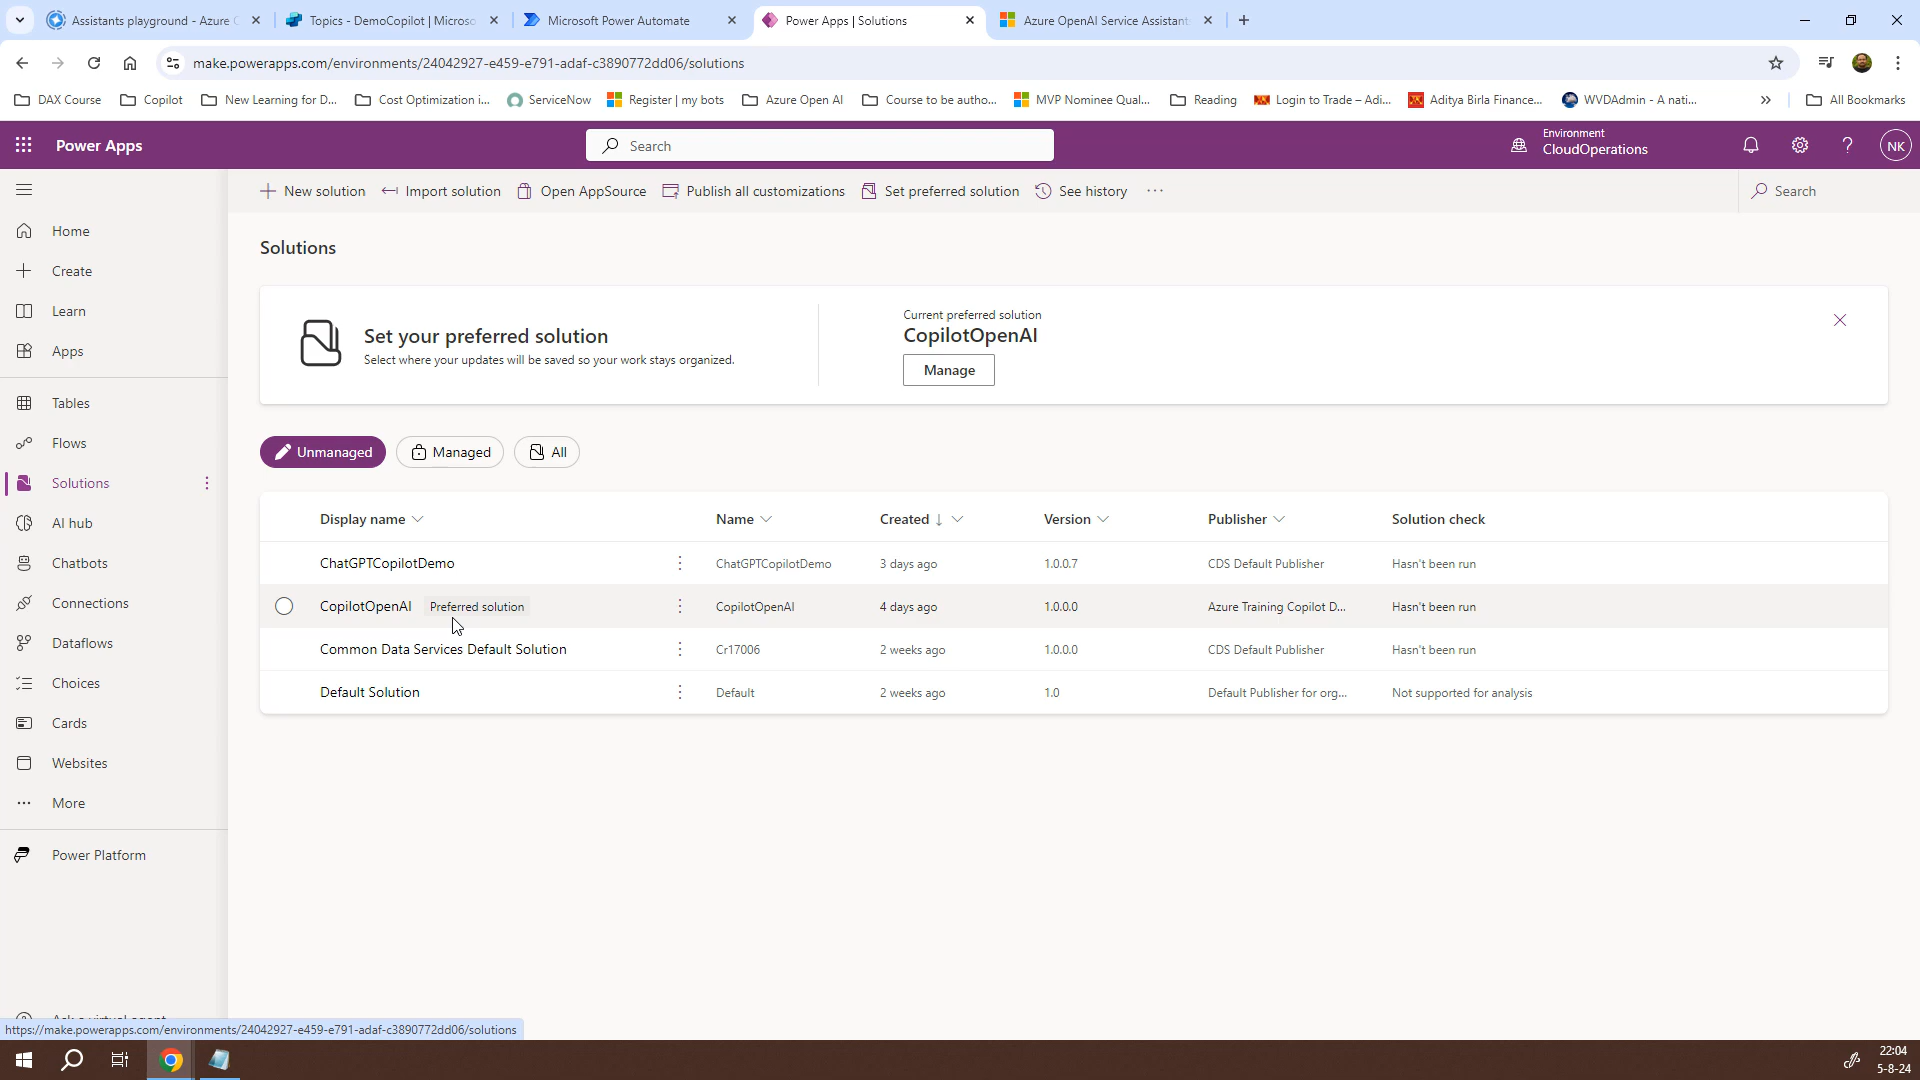 Assistants playground - Azure
Topics - DemoCopilot | Microso
Microsoft Power Automate
Power Apps | Solutions
Azure OpenAI Service Assistant
make.powerapps.com/environments/24042927-e459-e791-adaf-c3890772dd06/solutions
DAX Course
Copilot
New Learning for D...
Cost Optimization i...
ServiceNow
Register | my bots
Azure Open AI
Course to be autho...
MVP Nominee Qual...
Reading
Login to Trade – Adi...
Aditya Birla Finance...
WVDAdmin - A nati...
All Bookmarks
Power Apps
Search
Environment
CloudOperations
NK
New solution
Import solution
Open AppSource
Publish all customizations
Set preferred solution
See history
Search
Home
Create
Learn
Apps
Tables
Flows
Solutions
AI hub
Chatbots
Connections
Dataflows
Choices
Cards
Websites
More
Power Platform
Solutions
Set your preferred solution
Select where your updates will be saved so your work stays organized.
Current preferred solution
CopilotOpenAI
Manage
Unmanaged
Managed
All
Display name Name Created Version Publisher Solution check
ChatGPTCopilotDemo ChatGPTCopilotDemo 3 days ago 1.0.0.7 CDS Default Publisher Hasn't been run
CopilotOpenAI Preferred solution CopilotOpenAI 4 days ago 1.0.0.0 Azure Training Copilot D... Hasn't been run
Common Data Services Default Solution Cr17006 2 weeks ago 1.0.0.0 CDS Default Publisher Hasn't been run
Default Solution Default 2 weeks ago 1.0 Default Publisher for org... Not supported for analysis
https://make.powerapps.com/environments/24042927-e459-e791-adaf-c3890772dd06/solutions
22:04
5-8-24